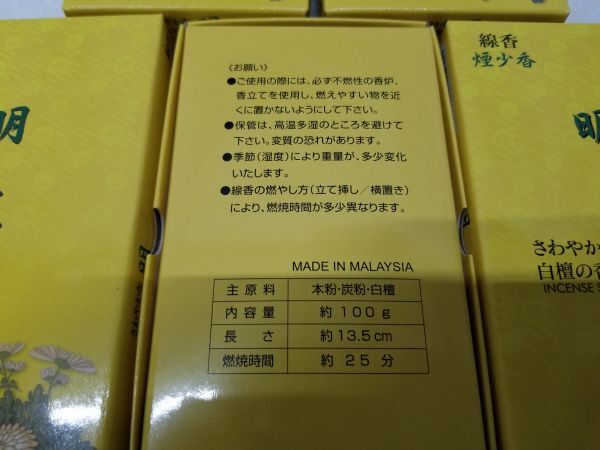 《お願い》
●ご使用の際には、必ず不燃性の香炉、
香立てを使用し、燃えやすい物を近
くに置かないようにして下さい。
●保管は、高温多湿のところを避けて
下さい。変質の恐れがあります。
●季節(湿度)により重量が、多少変化
いたします。
●線香の燃やし方(立て挿し／横置き)
により、燃焼時間が多少異なります。
MADE IN MALAYSIA
主原料 本粉・炭粉・白檀
内容量 約100g
長さ 約13.5cm
燃焼時間 約25分
線香
煙少香
明
さわやか
白檀の香
INCENSE S
明
さわやか
明